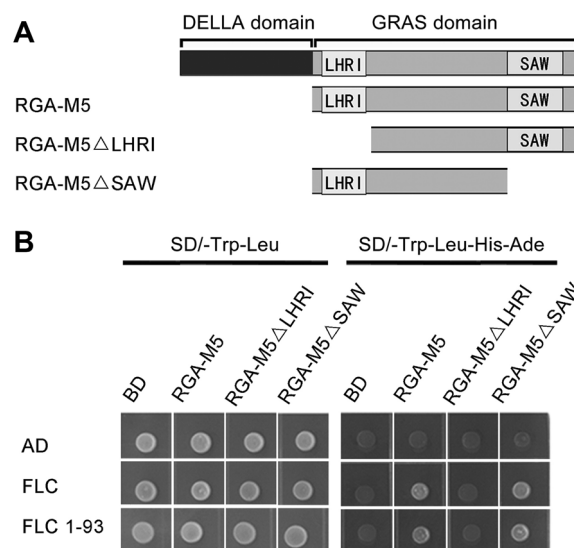 A
DELLA domain GRAS domain
LHRI SAW
RGA-M5 LHRI SAW
RGA-M5△LHRI SAW
RGA-M5△SAW LHRI
B
SD/-Trp-Leu SD/-Trp-Leu-His-Ade
BD RGA-M5 RGA-M5△LHRI RGA-M5△SAW BD RGA-M5 RGA-M5△LHRI RGA-M5△SAW
AD
FLC
FLC 1-93